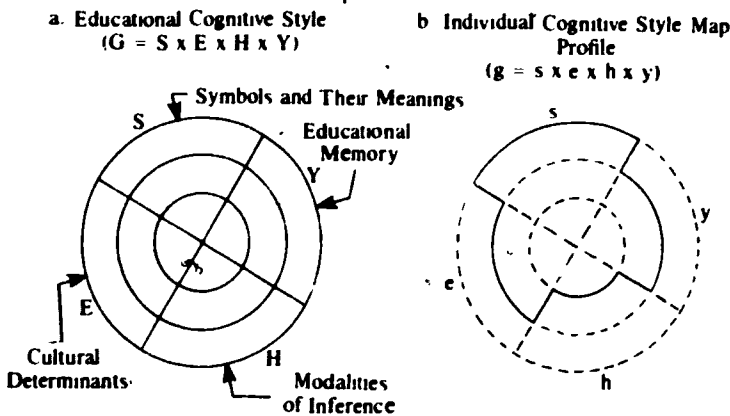 a. Educational Cognitive Style
(G = S x E x H x Y)
b Individual Cognitive Style Map
Profile
(g = s x e x h x y)
S
Symbols and Their Meanings
Educational
Memory
Y
E
Cultural
Determinants
H
Modalities
of Inference
s
y
e
h